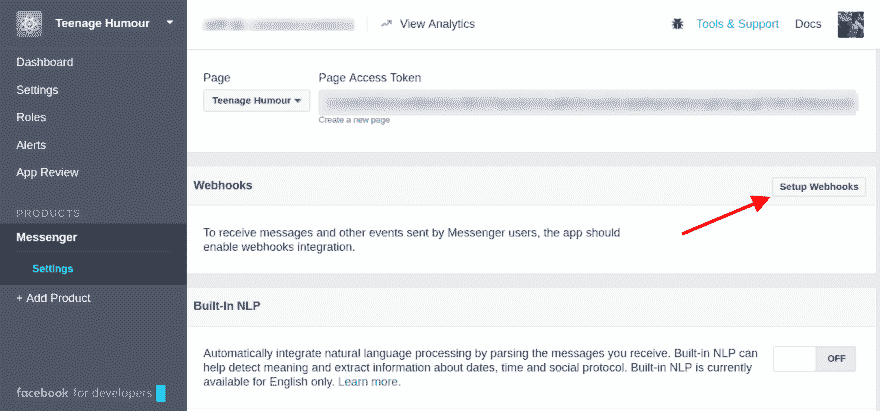 Teenage Humour
View Analytics
Tools & Support
Docs
Dashboard
Settings
Roles
Alerts
App Review
PRODUCTS
Messenger
Settings
+ Add Product
facebook for developers
Page
Page Access Token
Teenage Humour
Create a new page
Webhooks
Setup Webhooks
To receive messages and other events sent by Messenger users, the app should
enable webhooks integration.
Built-In NLP
Automatically integrate natural language processing by parsing the messages you receive. Built-in NLP can
help detect meaning and extract information about dates, time and social protocol. Built-in NLP is currently
available for English only. Learn more.
OFF